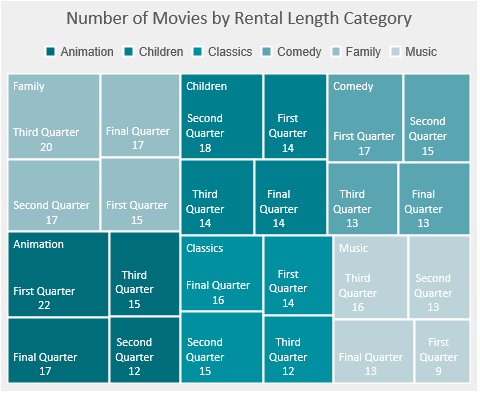 Number of Movies by Rental Length Category
Animation Children Classics Comedy Family Music
Family
Third Quarter
20
Final Quarter
17
Second Quarter
17
First Quarter
15
Children
Second
Quarter
18
First
Quarter
14
Third
Quarter
14
Final
Quarter
14
Comedy
First Quarter
17
Second
Quarter
15
Third
Quarter
13
Final
Quarter
13
Animation
First Quarter
22
Third
Quarter
15
Final Quarter
17
Second
Quarter
12
Classics
Final Quarter
16
First
Quarter
14
Second
Quarter
15
Third
Quarter
12
Music
Third
Quarter
16
Second
Quarter
13
Final Quarter
13
First
Quarter
9